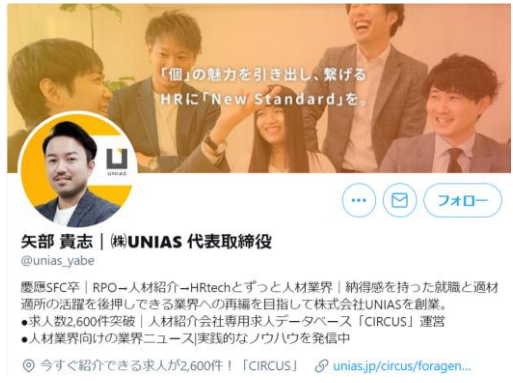 「個」の魅力を引き出し、繋げる
HRに「New Standard」を。
UNIAS
フォロー
矢部 貴志｜㈱UNIAS 代表取締役
@unias_yabe
慶應SFC卒｜RPO→人材紹介→HRtechとずっと人材業界｜納得感を持った就職と適材
適所の活躍を後押しできる業界への再編を目指して株式会社UNIASを創業。
●求人数2,600件突破｜人材紹介会社専用求人データベース「CIRCUS」運営
●人材業界向けの業界ニュース|実践的なノウハウを発信中
今すぐ紹介できる求人が2,600件！「CIRCUS」 unias.jp/circus/foragen...